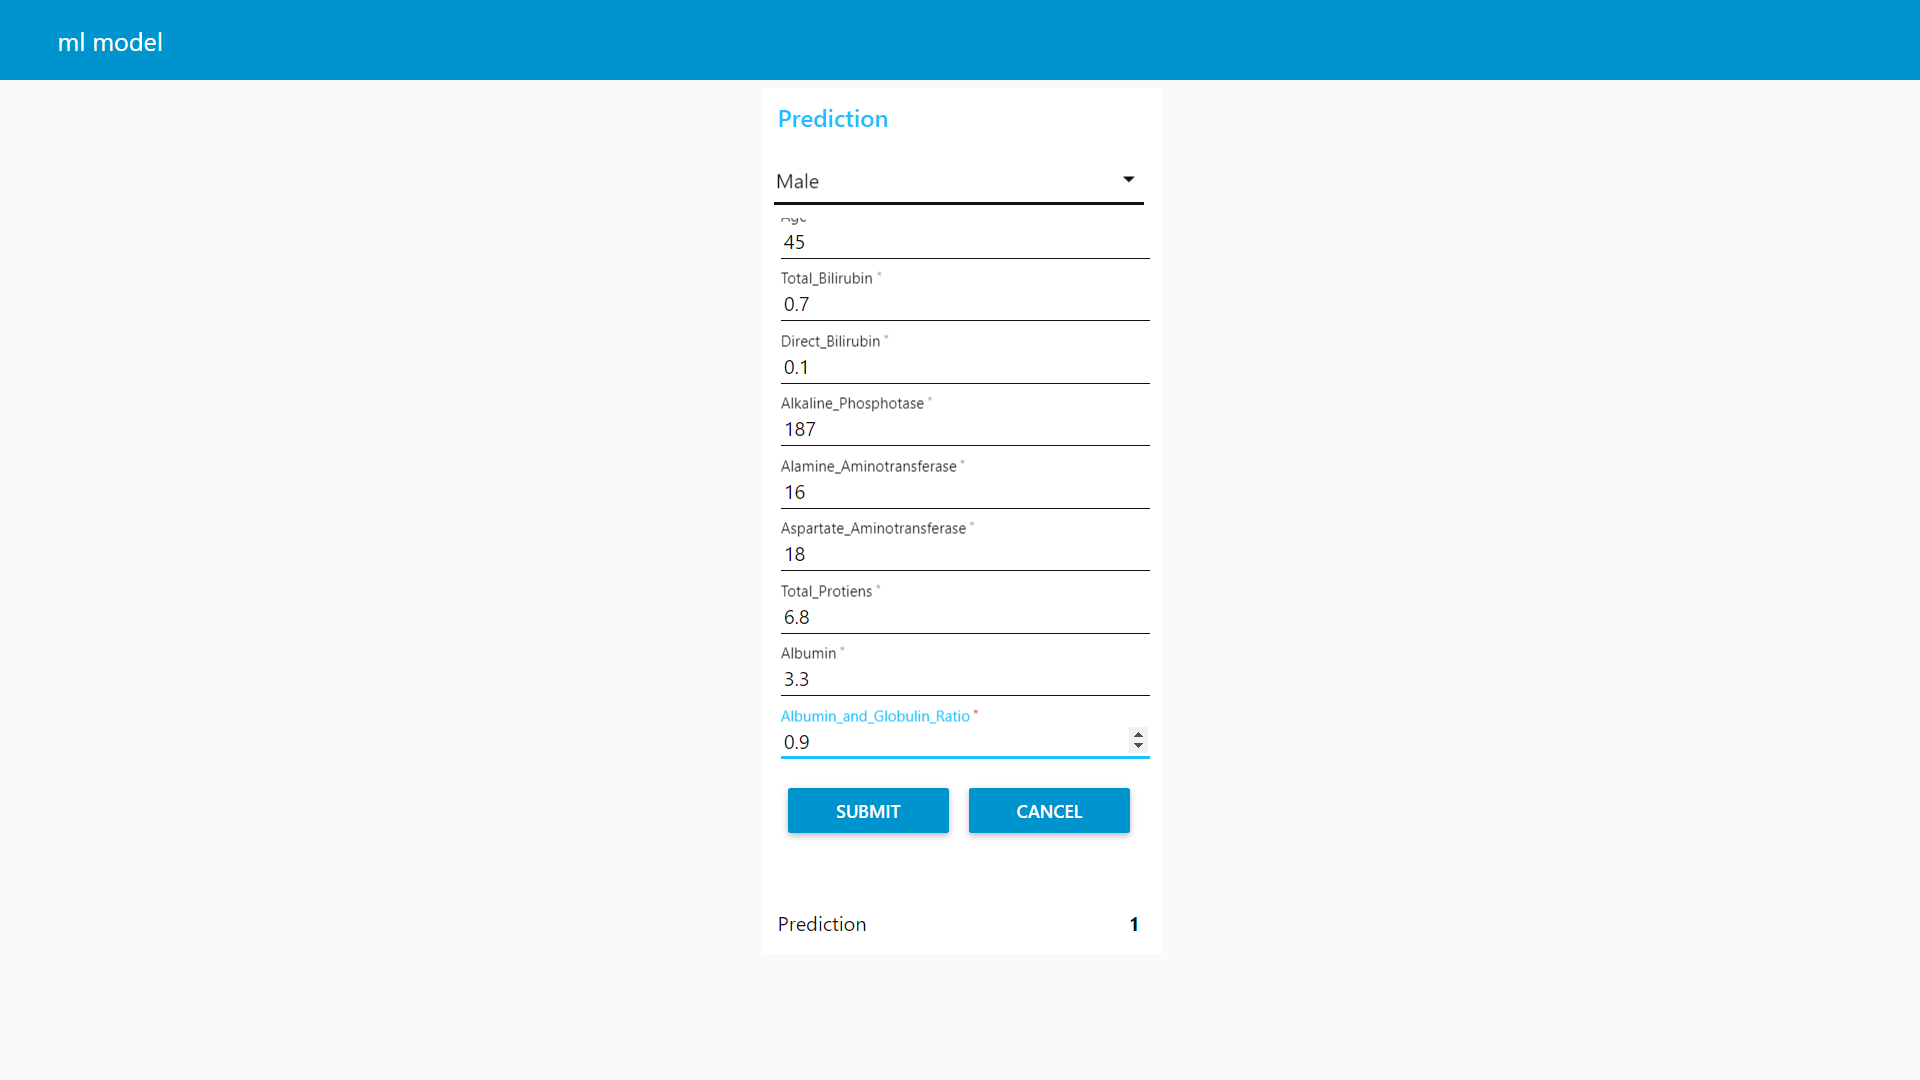 ml model
Prediction
Male
Age
45
Total_Bilirubin *
0.7
Direct_Bilirubin *
0.1
Alkaline_Phosphotase *
187
Alamine_Aminotransferase *
16
Aspartate_Aminotransferase *
18
Total_Protiens *
6.8
Albumin *
3.3
Albumin_and_Globulin_Ratio *
0.9
SUBMIT CANCEL
Prediction 1